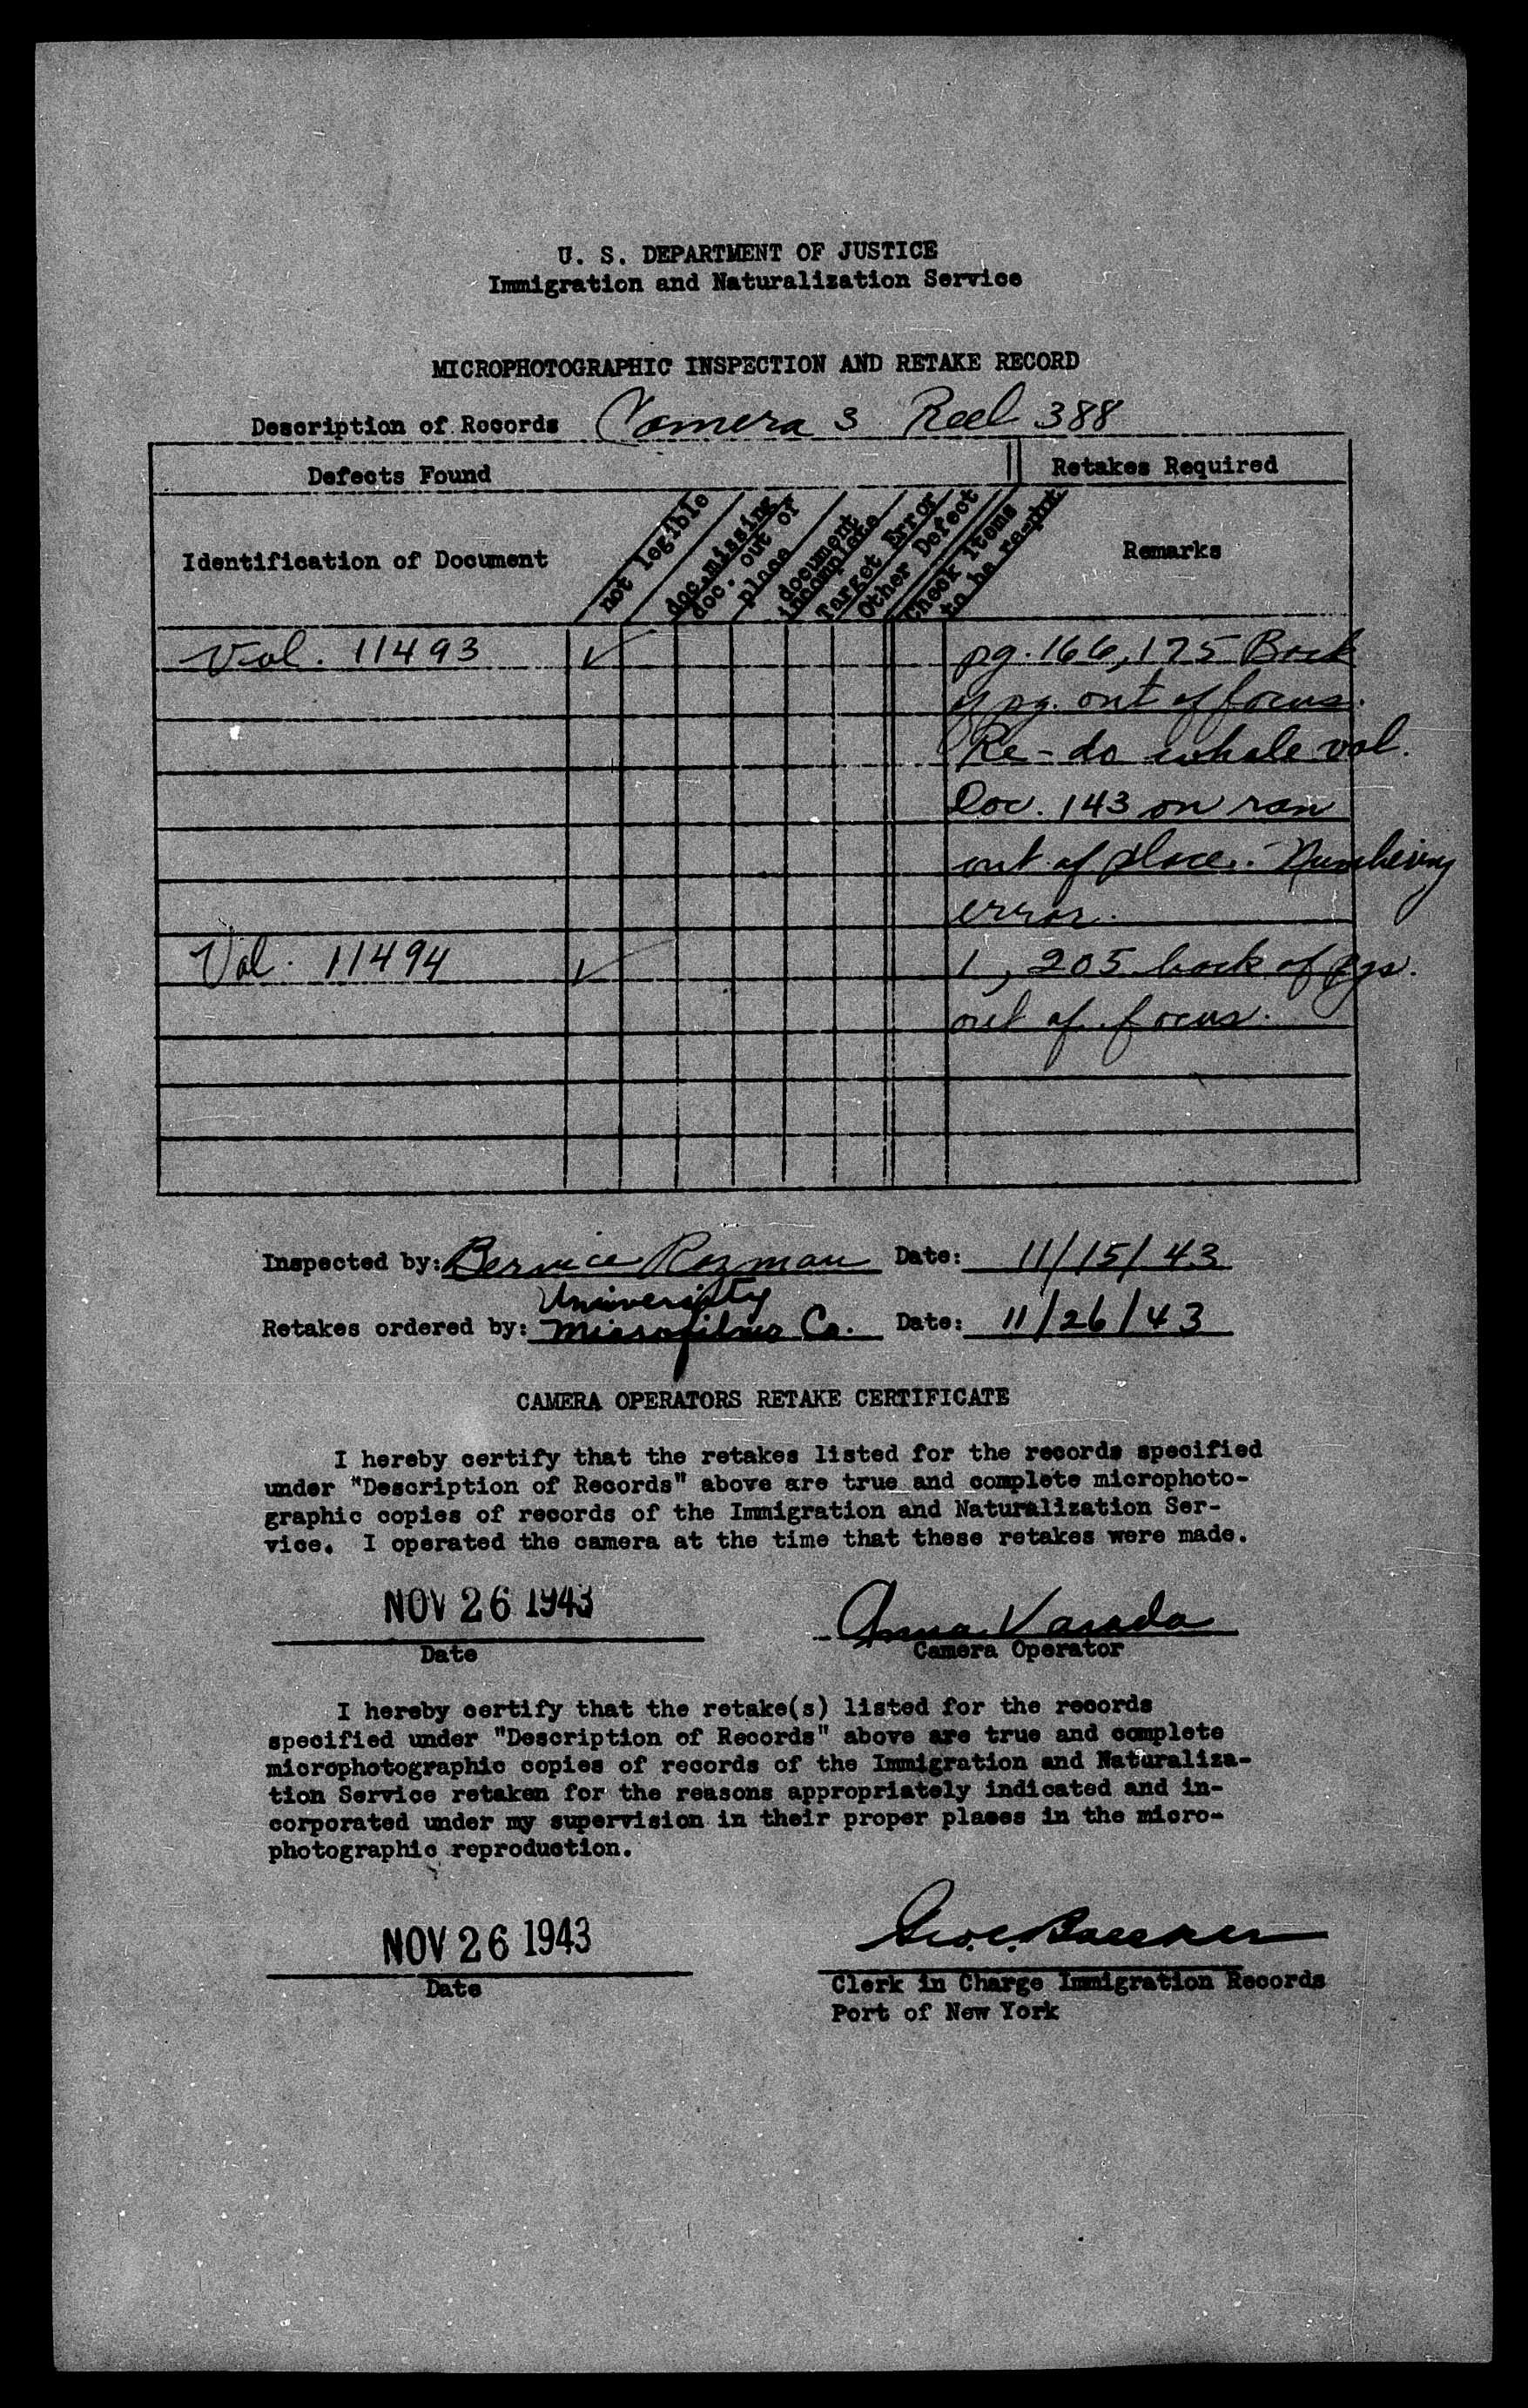 U. S. DEPARTMENT OF JUSTICE
Immigration and Naturalization Service
MICROPHOTOGRAPHIC INSPECTION AND RETAKE RECORD
Description of Records Camera 3 Reel 388
Defects Found Retakes Required
Identification of Document not legible doc. missing doc. out of place document incomplete Target Error Other Defect Check Items to be re-pht Remarks
Vol. 11493 ✓ pg. 166, 175 Back
of pg. out of focus.
Re-do whole vol.
Doc. 143 on ran
out of place. Numbering
error.
Vol. 11494 ✓ 1, 205 back of pgs.
out of focus.
Inspected by: Bernice Rozman Date: 11/15/43
University
Retakes ordered by: Microfilms Co. Date: 11/26/43
CAMERA OPERATORS RETAKE CERTIFICATE
I hereby certify that the retakes listed for the records specified
under "Description of Records" above are true and complete microphoto-
graphic copies of records of the Immigration and Naturalization Ser-
vice. I operated the camera at the time that these retakes were made.
NOV 26 1943 Anna Varada
Date Camera Operator
I hereby certify that the retake(s) listed for the records
specified under "Description of Records" above are true and complete
microphotographic copies of records of the Immigration and Naturaliza-
tion Service retaken for the reasons appropriately indicated and in-
corporated under my supervision in their proper places in the micro-
photographic reproduction.
NOV 26 1943
Date Clerk in Charge Immigration Records
Port of New York